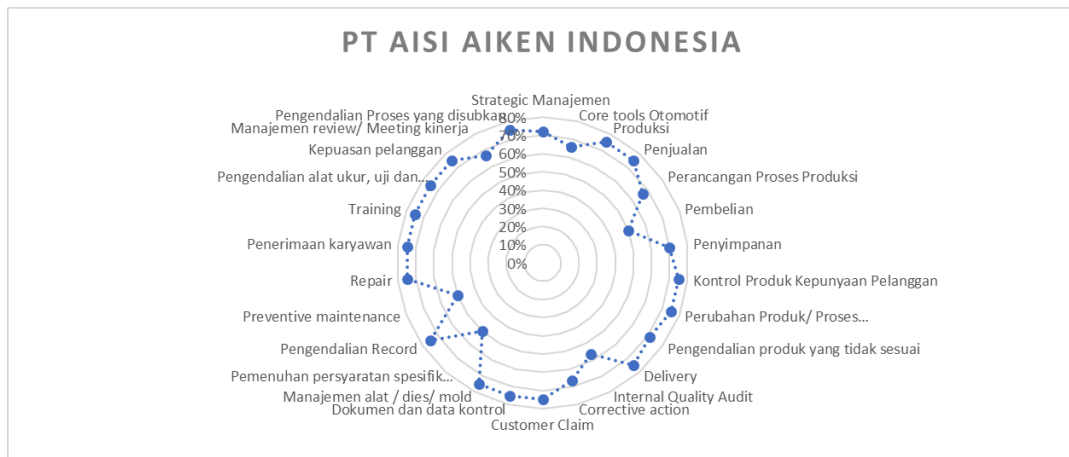 PT AISI AIKEN INDONESIA
Strategic Manajemen
Core tools Otomotif
Produksi
Penjualan
Perancangan Proses Produksi
Pembelian
Penyimpanan
Kontrol Produk Kepunyaan Pelanggan
Perubahan Produk/ Proses...
Pengendalian produk yang tidak sesuai
Delivery
Internal Quality Audit
Corrective action
Customer Claim
Dokumen dan data kontrol
Manajemen alat / dies/ mold
Pemenuhan persyaratan spesifik...
Pengendalian Record
Preventive maintenance
Repair
Penerimaan karyawan
Training
Pengendalian alat ukur, uji dan...
Kepuasan pelanggan
Manajemen review/ Meeting kinerja
Pengendalian Proses yang disubkan
80%
70%
60%
50%
40%
30%
20%
10%
0%